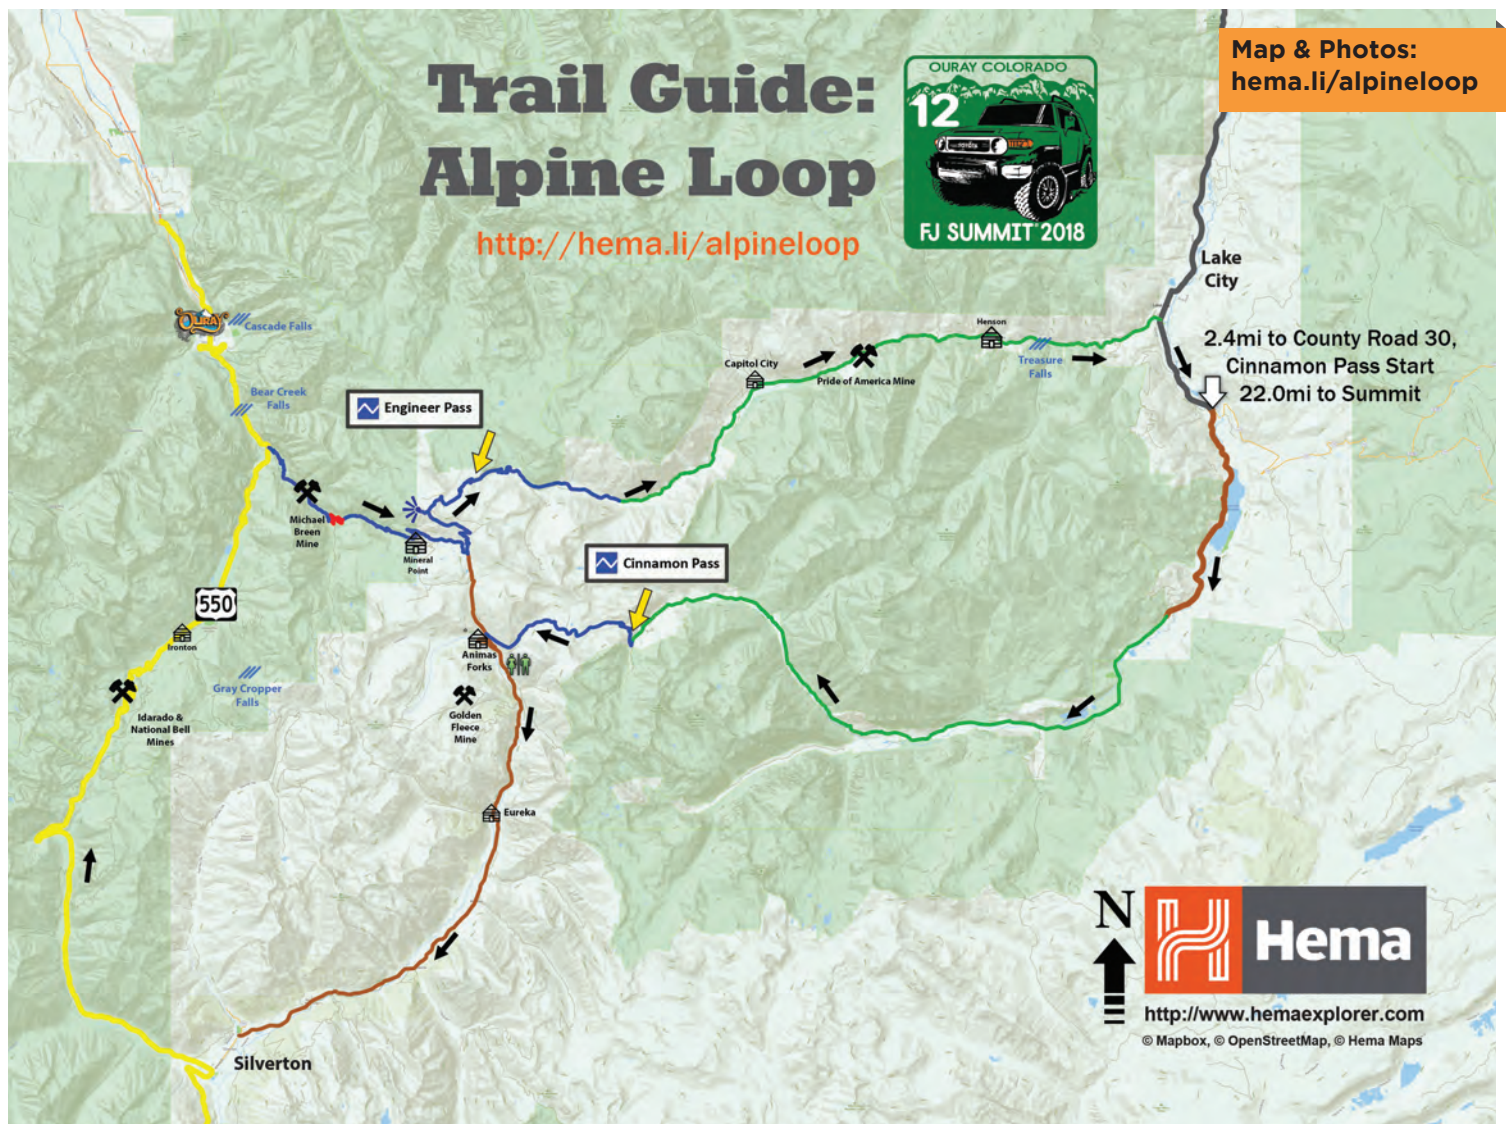 Map & Photos:
hema.li/alpineloop
Trail Guide:
Alpine Loop
http://hema.li/alpineloop
OURAY COLORADO
12
TOYOTA
FJ SUMMIT 2018
Lake
City
2.4mi to County Road 30,
Cinnamon Pass Start
22.0mi to Summit
OURAY
Cascade Falls
Bear Creek
Falls
Engineer Pass
Capitol City
Pride of America Mine
Henson
Treasure
Falls
Michael
Breen
Mine
Mineral
Point
Cinnamon Pass
550
Ironton
Animas
Forks
Gray Cropper
Falls
Idarado &
National Bell
Mines
Golden
Fleece
Mine
Eureka
Silverton
N
Hema
http://www.hemaexplorer.com
© Mapbox, © OpenStreetMap, © Hema Maps